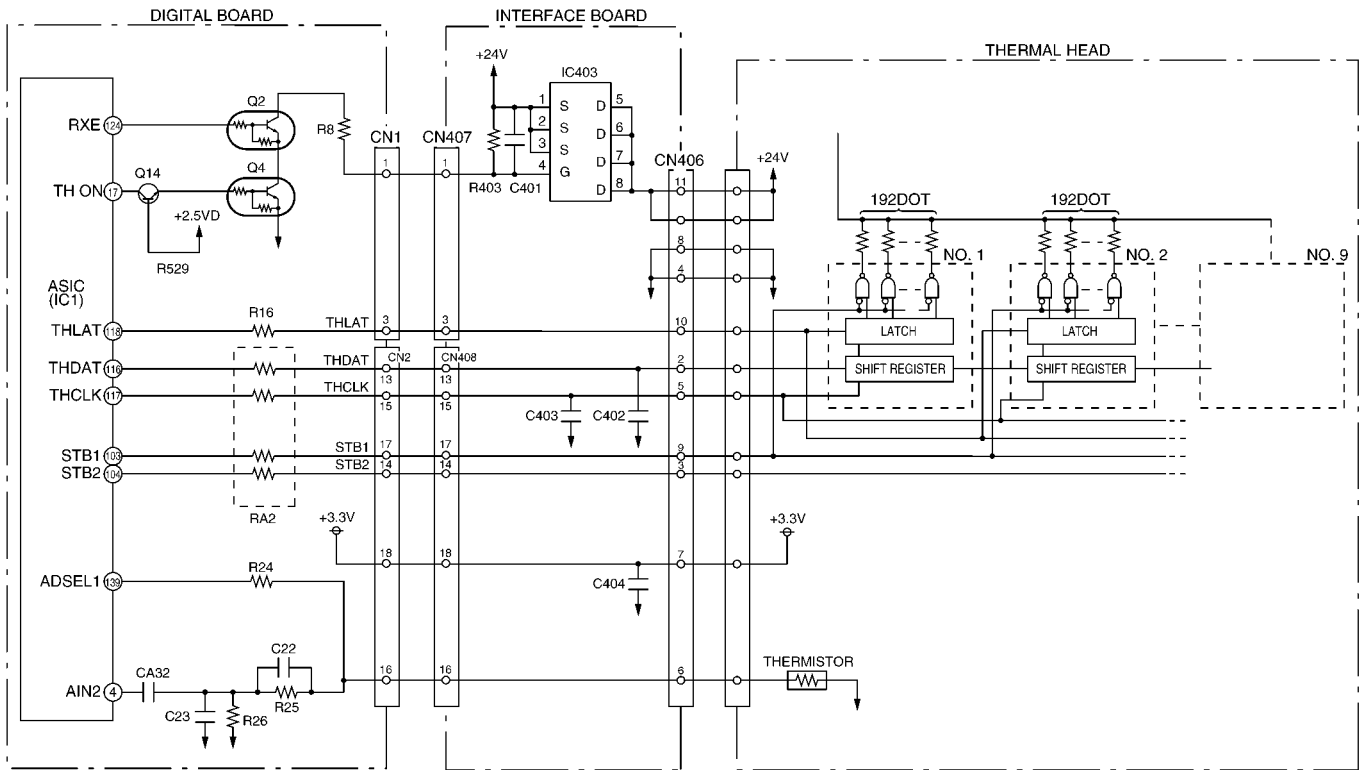 DIGITAL BOARD
INTERFACE BOARD
THERMAL HEAD
+24V
IC403
1 S D 5
2 S D 6
3 S D 7
4 G D 8
R403
C401
Q2
RXE 124
R8
CN1
CN407
1
1
CN406
11
+24V
Q14
Q4
TH ON 17
+2.5VD
R529
8
4
192DOT
192DOT
NO. 1
NO. 2
NO. 9
ASIC
(IC1)
R16
THLAT 118
THLAT
3
3
10
LATCH
LATCH
THDAT 116
THDAT
CN2
CN408
13
13
2
SHIFT REGISTER
SHIFT REGISTER
THCLK 117
THCLK
15
15
5
C403
C402
STB1 103
STB1
17
17
9
STB2 104
STB2
14
14
3
RA2
+3.3V
+3.3V
18
18
7
C404
ADSEL1 139
R24
C22
CA32
AIN2 4
16
16
6
THERMISTOR
C23
R26
R25